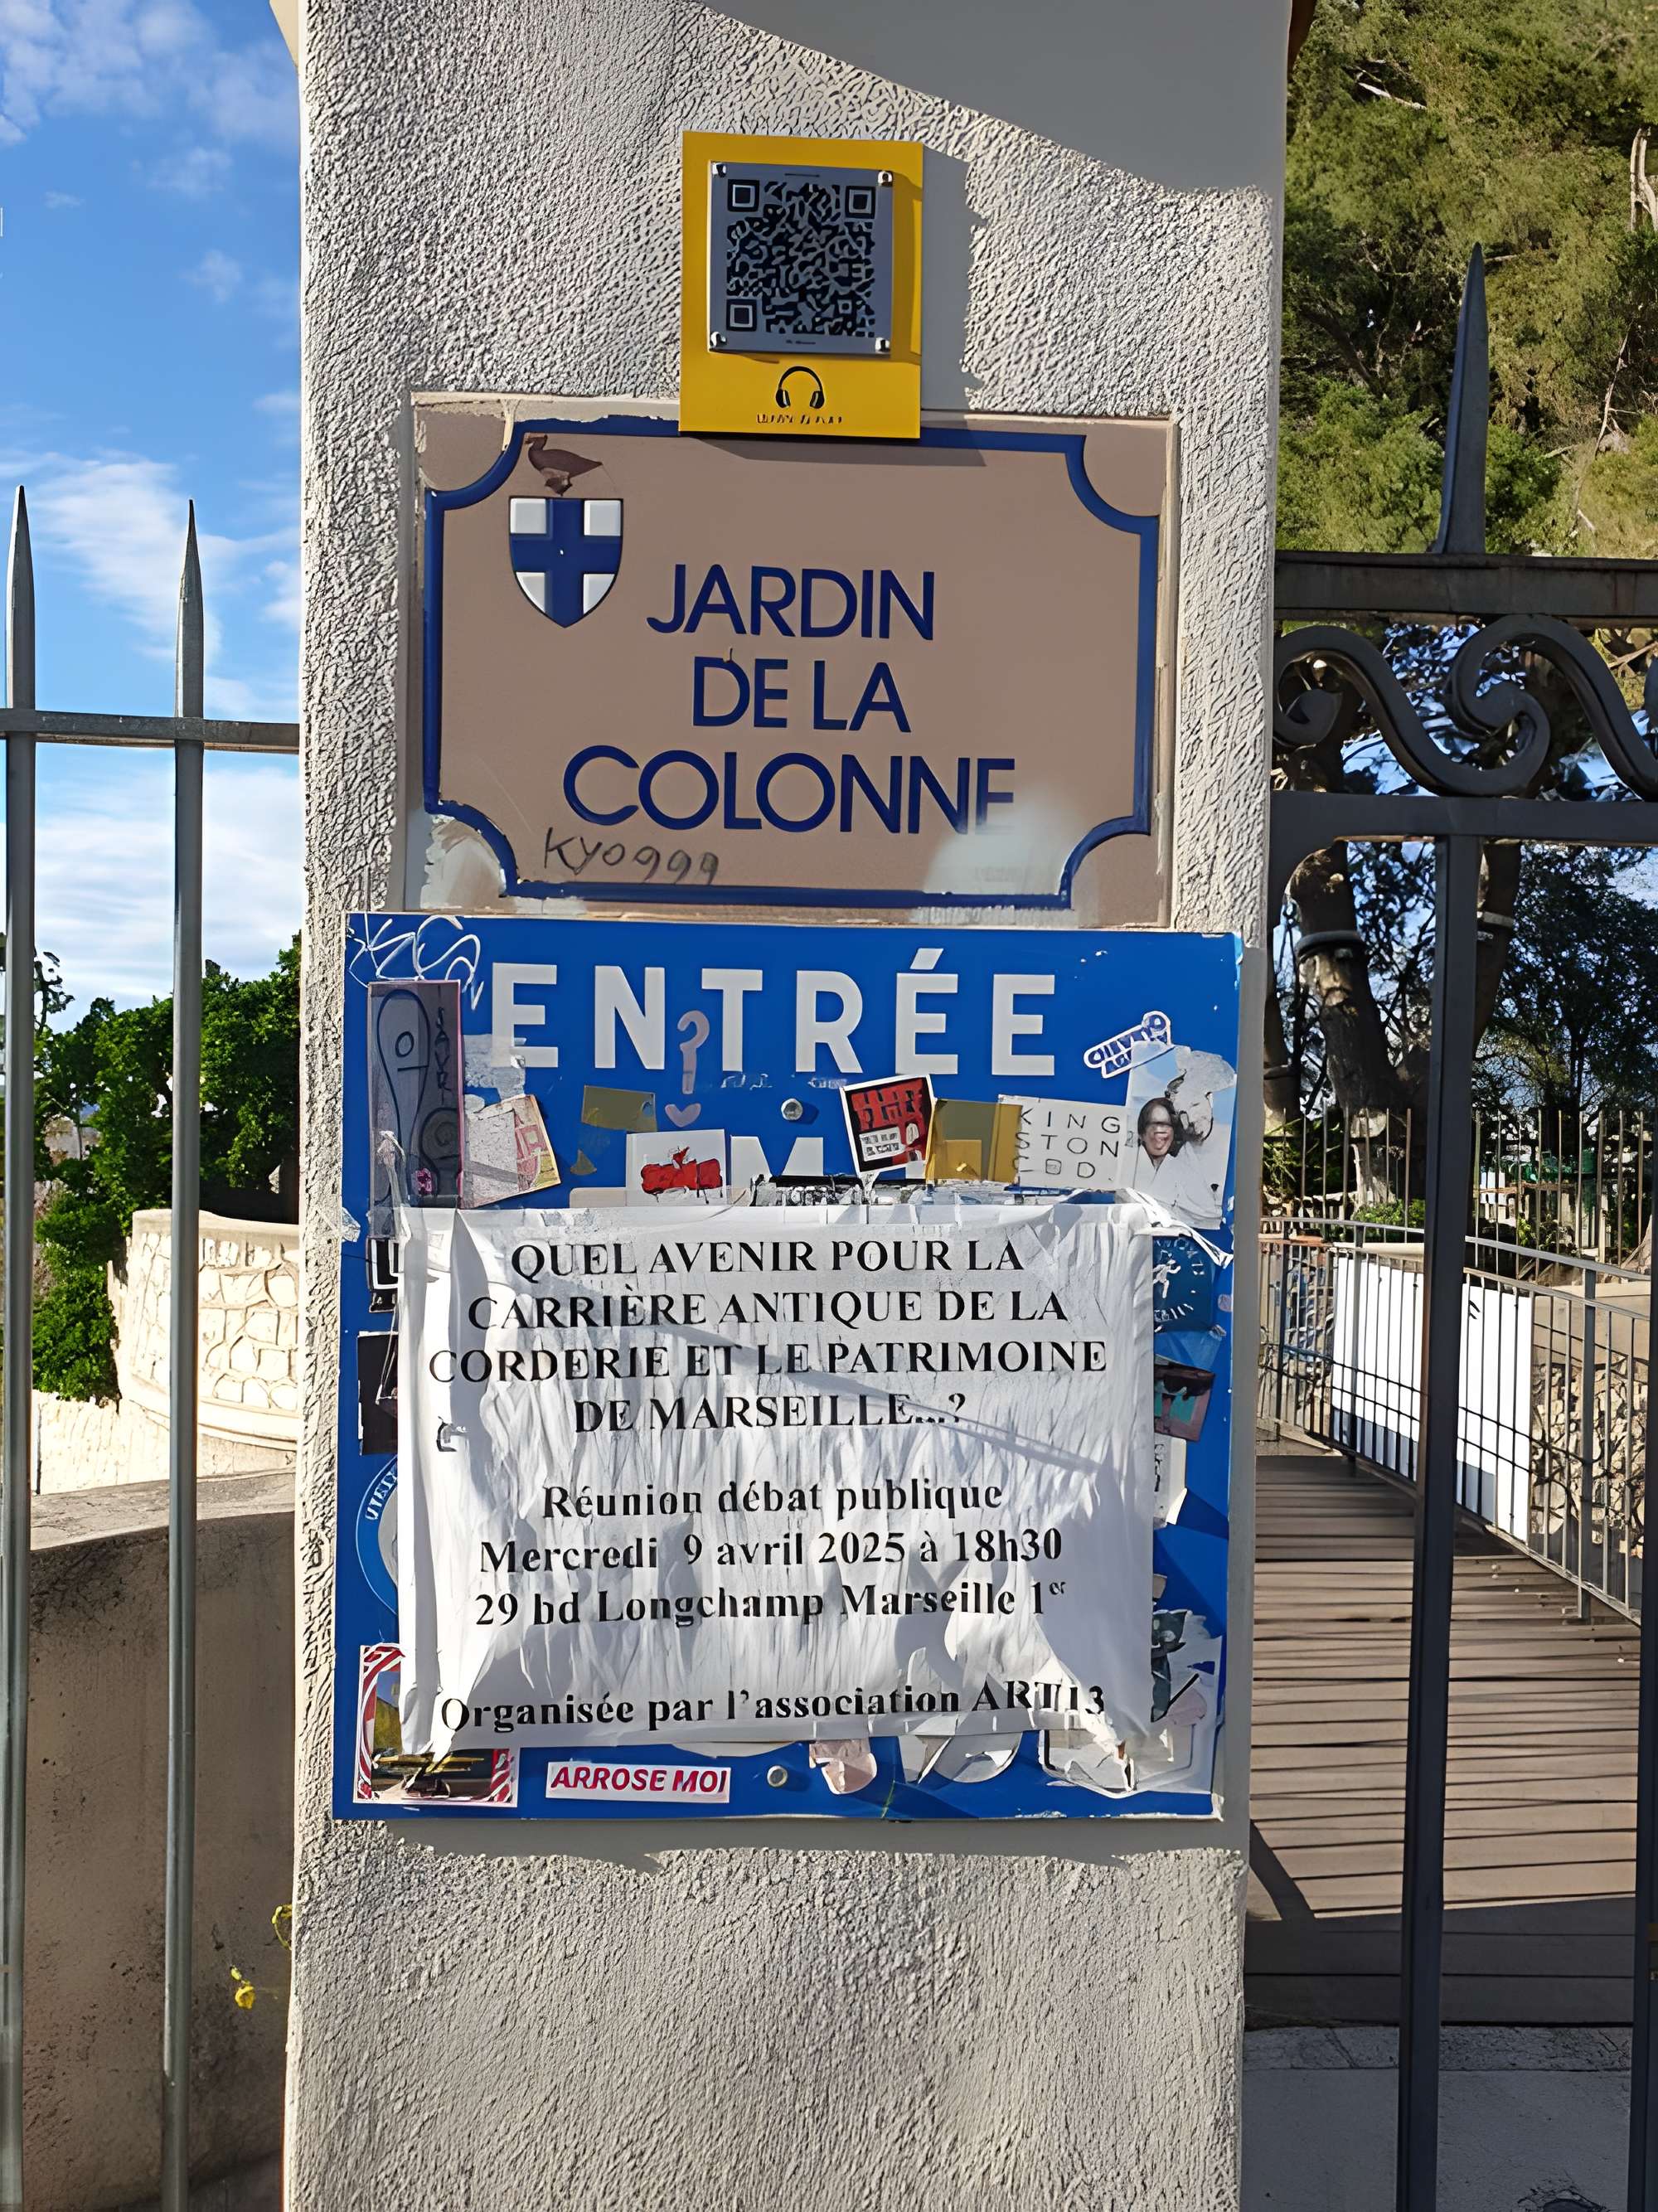 JARDIN
DE LA
COLONNE
KYO999
ENTRÉE
KING
STON
QUEL AVENIR POUR LA
CARRIÈRE ANTIQUE DE LA
CORDERIE ET LE PATRIMOINE
DE MARSEILLE...?
Réunion débat publique
Mercredi 9 avril 2025 à 18h30
29 bd Longchamp Marseille 1er
Organisée par l'association ART13
ARROSE MOI